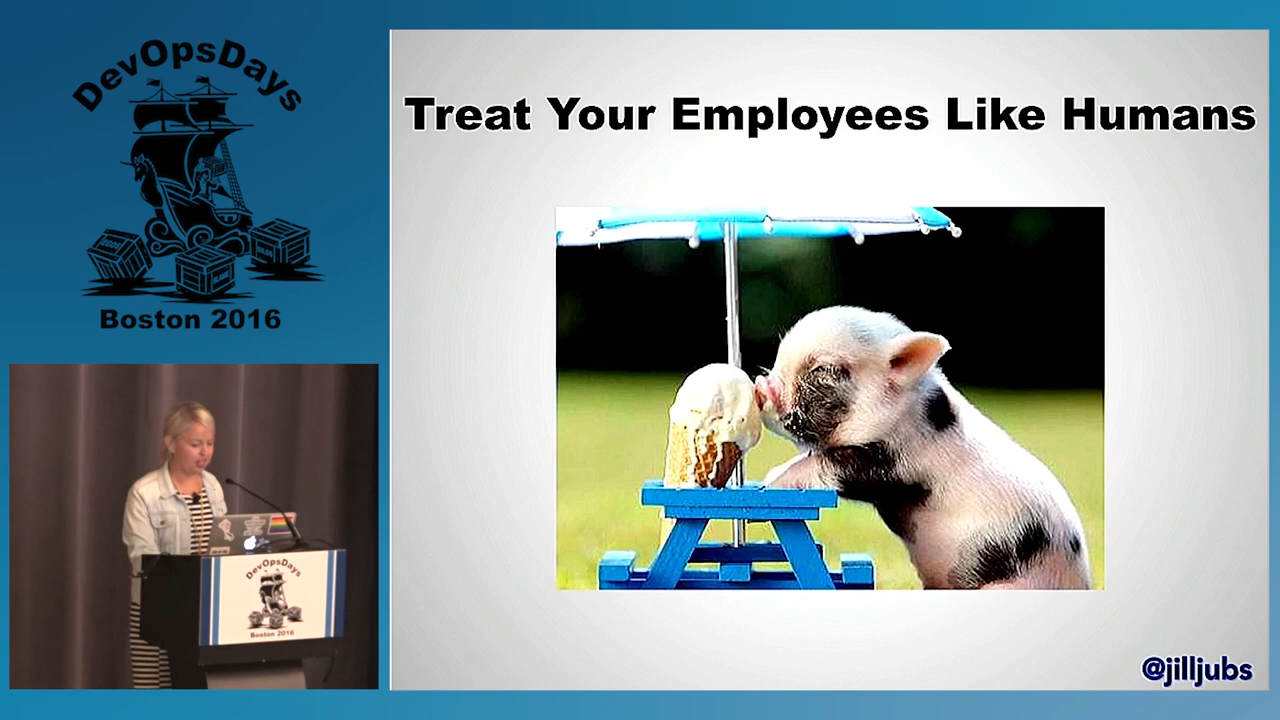 DevOpsDays
Boston 2016
Treat Your Employees Like Humans
@jilljubs
DevOpsDays
Boston 2016